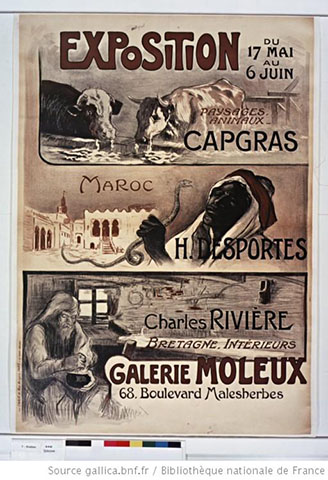 EXPOSITION
DU
17 MAI
AU
6 JUIN
PAYSAGES.
ANIMAUX.
CAPGRAS
MAROC
H. DESPORTES
Charles RIVIÈRE
BRETAGNE. INTÉRIEURS
GALERIE MOLEUX
68. Boulevard Malesherbes
Source gallica.bnf.fr / Bibliothèque nationale de France